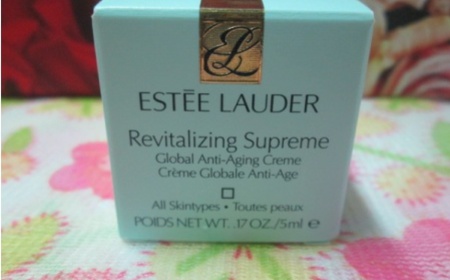 EL
ESTĒE LAUDER
Revitalizing Supreme
Global Anti-Aging Creme
Crème Globale Anti-Age
All Skintypes • Toutes peaux
POIDS NET WT. .17 OZ./5ml ℮